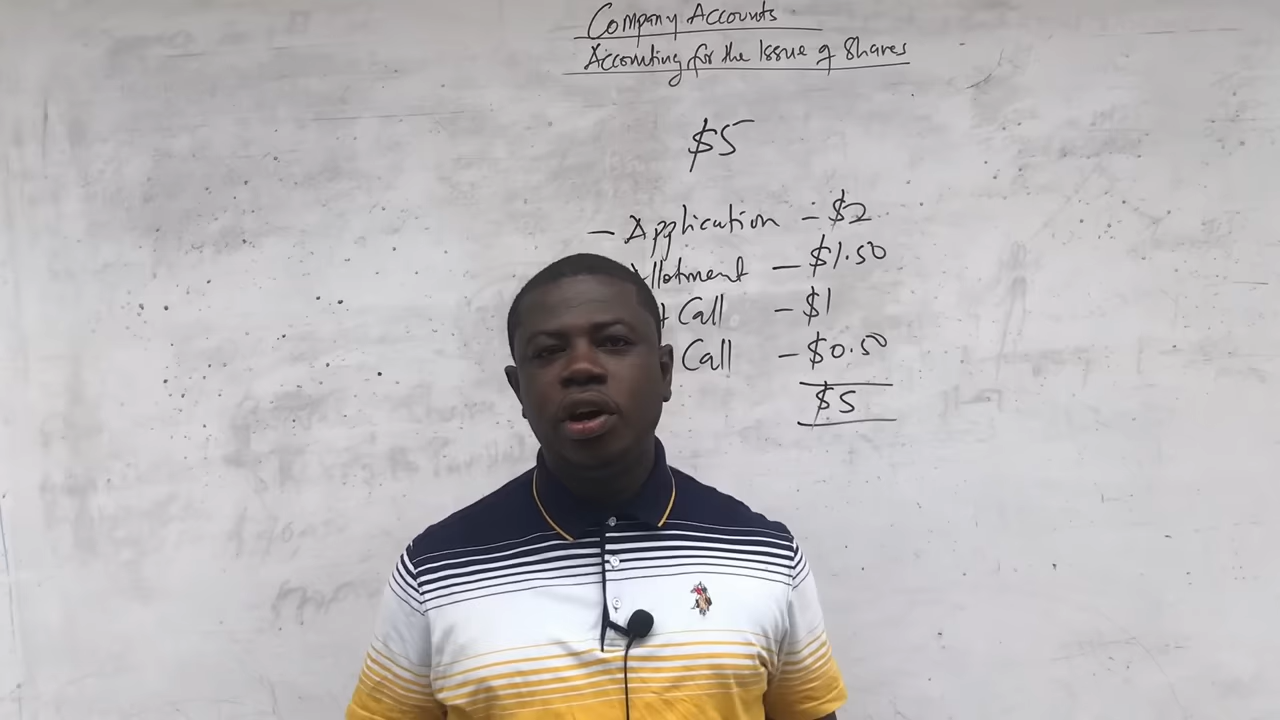 Company Accounts
Accounting for the Issue of Shares
$5
- Application - $2
Allotment - $1.50
Call - $1
Call - $0.50
$5